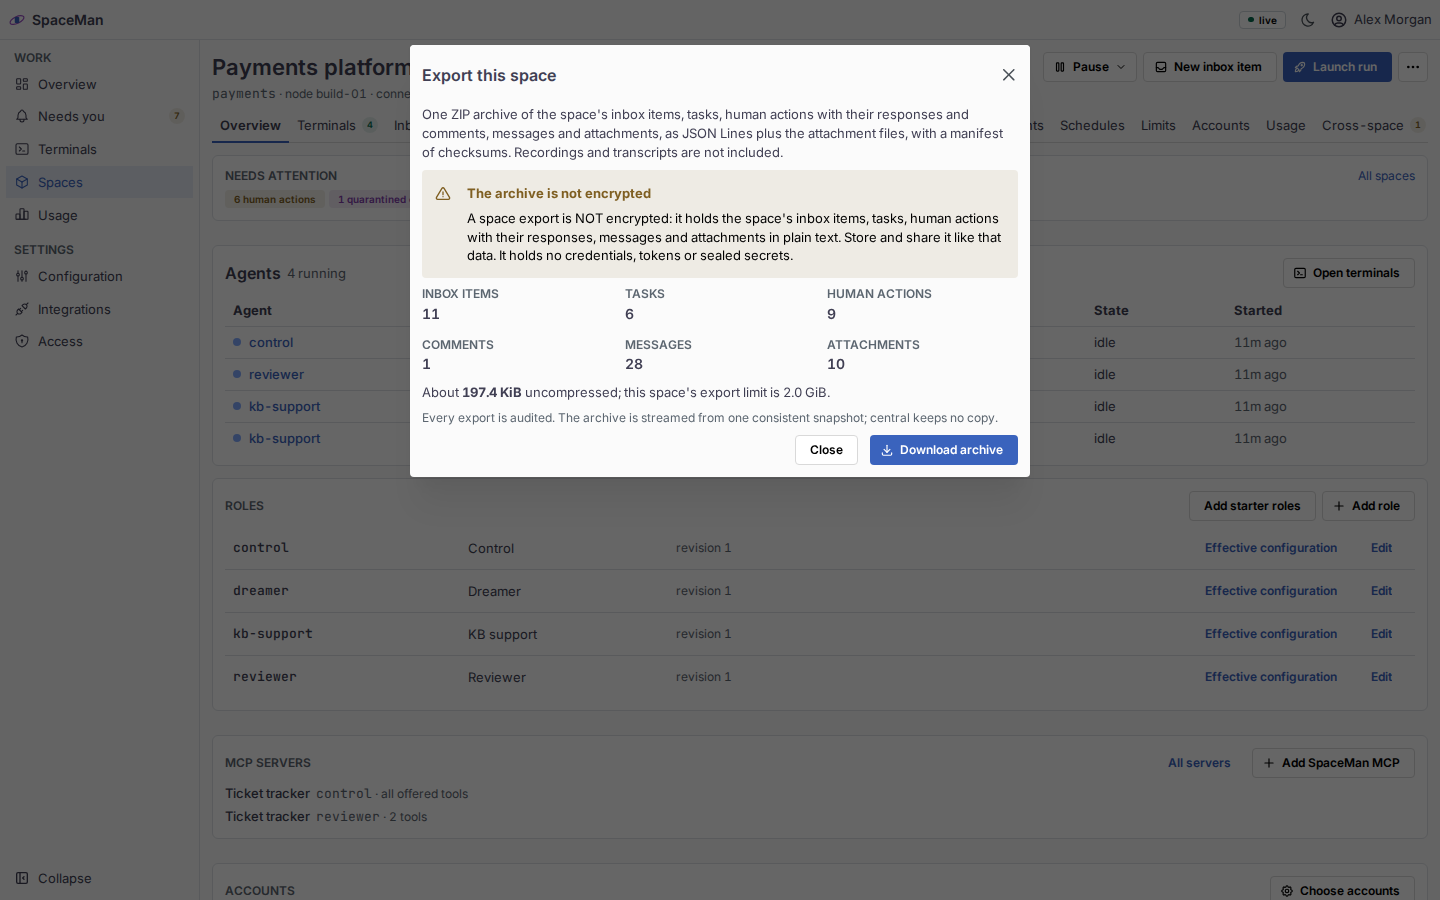 SpaceMan
live
Alex Morgan
WORK
Overview
Needs you 7
Terminals
Spaces
Usage
SETTINGS
Configuration
Integrations
Access
Collapse
Payments platform
payments · node build-01 ·
Pause
New inbox item
Launch run
Overview
Terminals 4
Schedules
Limits
Accounts
Usage
Cross-space 1
NEEDS ATTENTION
All spaces
6 human actions
1 quarantined
Agents 4 running
Open terminals
Agent State Started
control idle 11m ago
reviewer idle 11m ago
kb-support idle 11m ago
kb-support idle 11m ago
Export this space
One ZIP archive of the space's inbox items, tasks, human actions with their responses and
comments, messages and attachments, as JSON Lines plus the attachment files, with a manifest
of checksums. Recordings and transcripts are not included.
The archive is not encrypted
A space export is NOT encrypted: it holds the space's inbox items, tasks, human actions
with their responses, messages and attachments in plain text. Store and share it like that
data. It holds no credentials, tokens or sealed secrets.
INBOX ITEMS TASKS HUMAN ACTIONS
11 6 9
COMMENTS MESSAGES ATTACHMENTS
1 28 10
About 197.4 KiB uncompressed; this space's export limit is 2.0 GiB.
Every export is audited. The archive is streamed from one consistent snapshot; central keeps no copy.
Close
Download archive
ROLES
Add starter roles
Add role
control Control revision 1 Effective configuration Edit
dreamer Dreamer revision 1 Effective configuration Edit
kb-support KB support revision 1 Effective configuration Edit
reviewer Reviewer revision 1 Effective configuration Edit
MCP SERVERS
All servers
Add SpaceMan MCP
Ticket tracker control · all offered tools
Ticket tracker reviewer · 2 tools
ACCOUNTS
Choose accounts